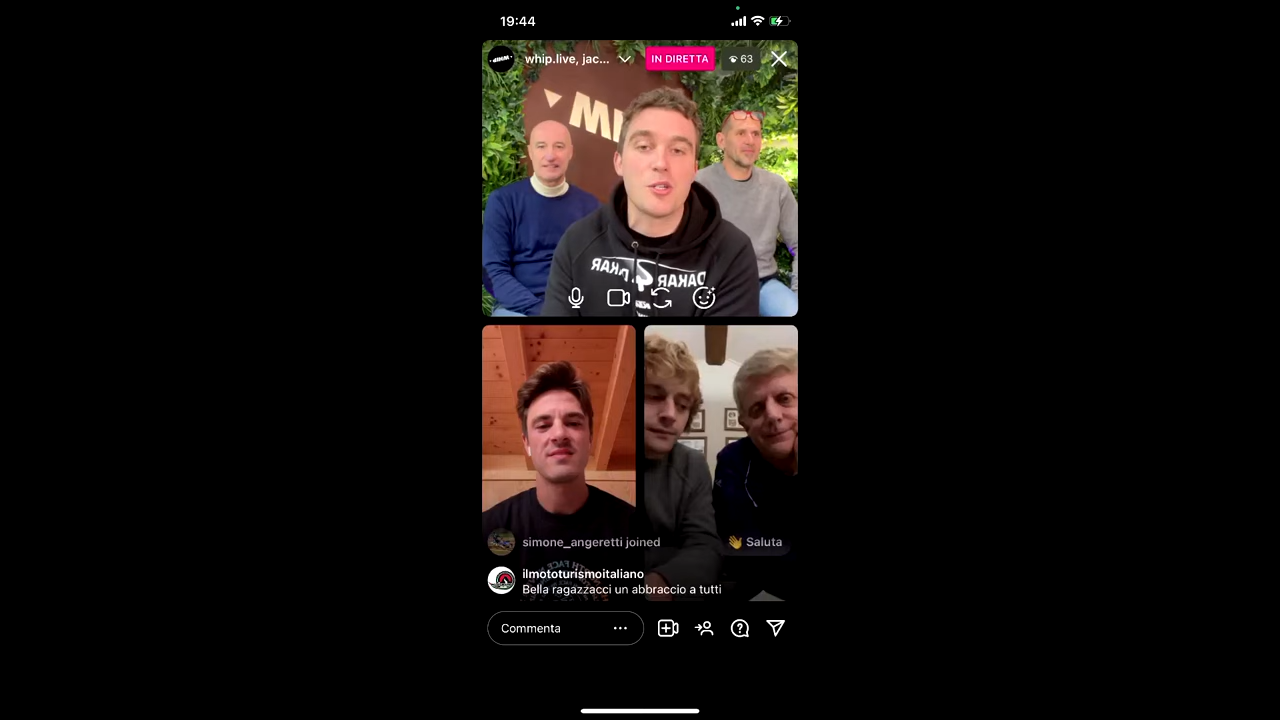 19:44
whip.live, jac...
IN DIRETTA
63
DAKAR
DAKAR
simone_angeretti joined
👋 Saluta
ilmototurismoitaliano
Bella ragazzacci un abbraccio a tutti
Commenta